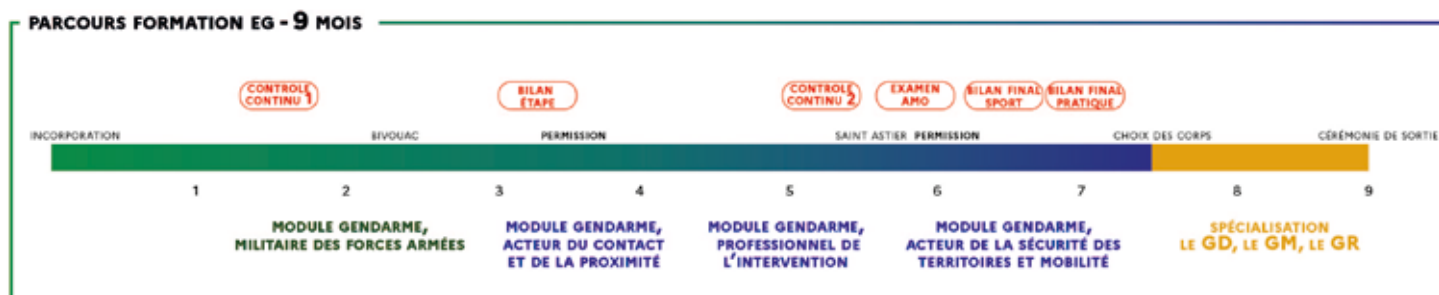 PARCOURS FORMATION EG - 9 MOIS
CONTROLE
CONTINU 1
BILAN
ÉTAPE
CONTROLE
CONTINU 2
EXAMEN
AMO
BILAN FINAL
SPORT
BILAN FINAL
PRATIQUE
INCORPORATION BIVOUAC PERMISSION SAINT ASTIER PERMISSION CHOIX DES CORPS CÉRÉMONIE DE SORTIE
1 2 3 4 5 6 7 8 9
MODULE GENDARME,
MILITAIRE DES FORCES ARMÉES
MODULE GENDARME,
ACTEUR DU CONTACT
ET DE LA PROXIMITÉ
MODULE GENDARME,
PROFESSIONNEL DE
L'INTERVENTION
MODULE GENDARME,
ACTEUR DE LA SÉCURITÉ DES
TERRITOIRES ET MOBILITÉ
SPÉCIALISATION
LE GD, LE GM, LE GR